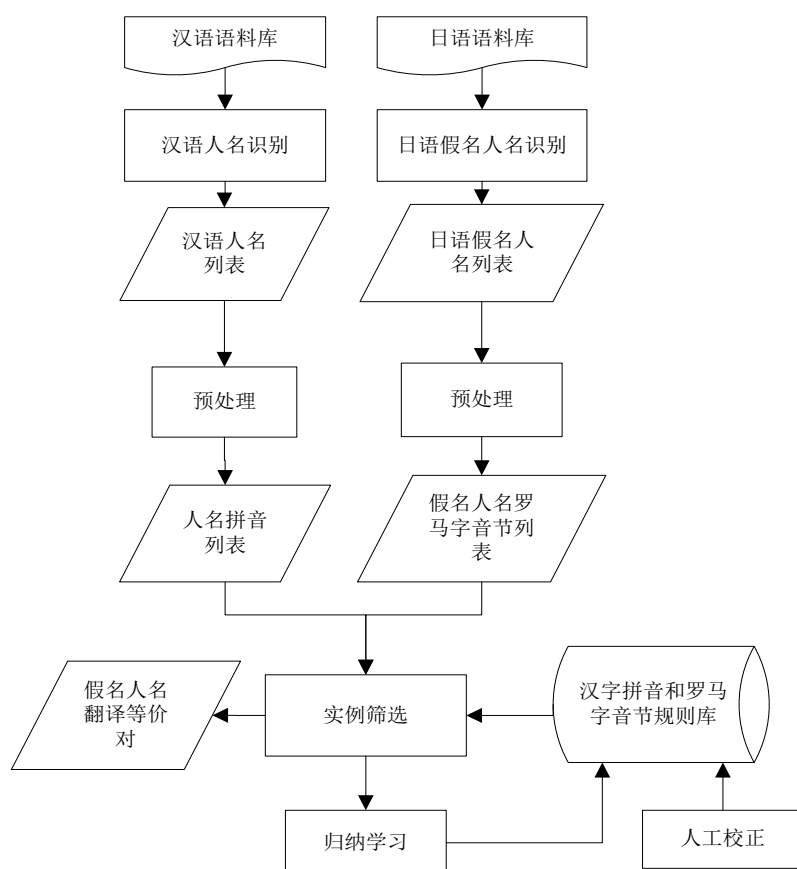 汉语语料库
日语语料库
汉语人名识别
日语假名人名识别
汉语人名
列表
日语假名人
名列表
预处理
预处理
人名拼音
列表
假名人名罗
马字音节列
表
假名人名
翻译等价
对
实例筛选
汉字拼音和罗马
字音节规则库
归纳学习
人工校正